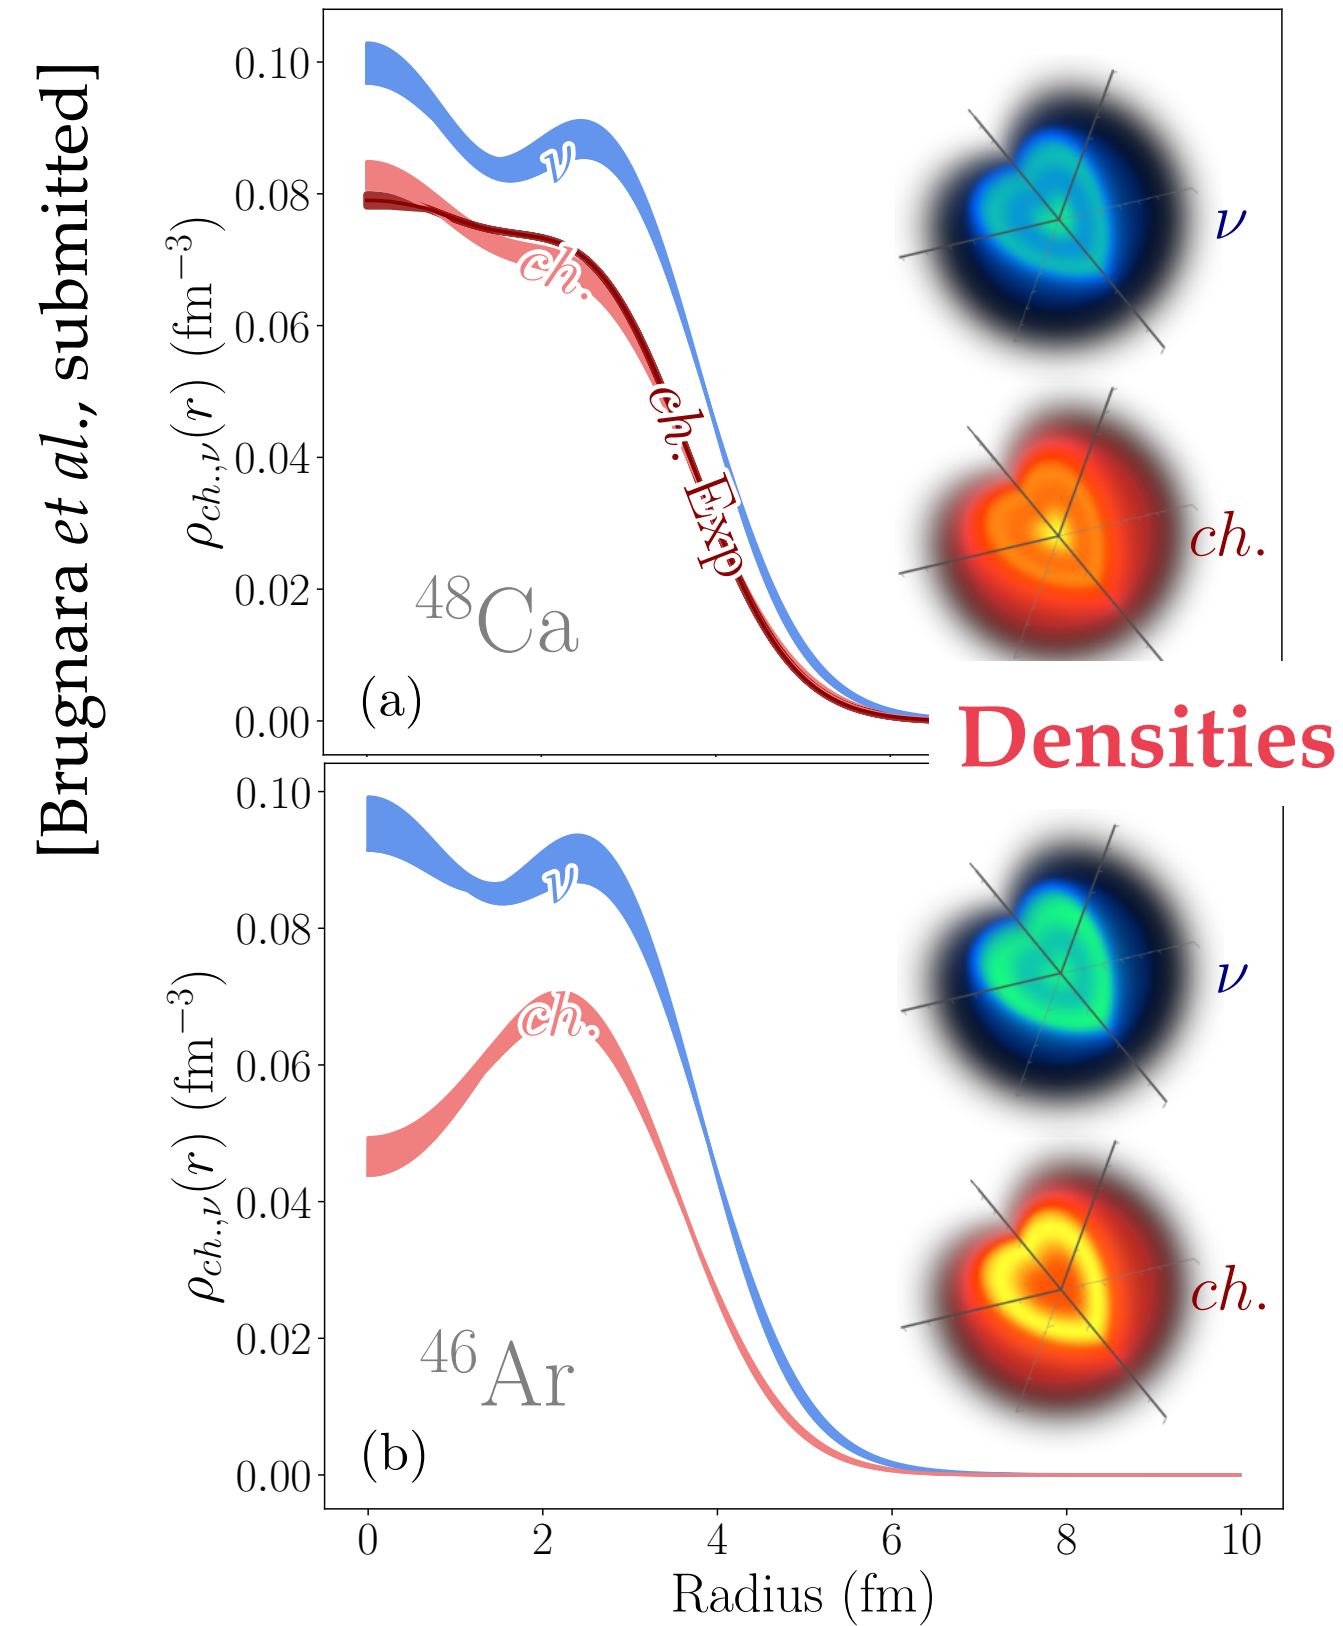 [Brugnara et al., submitted]
0.10
0.08
0.06
0.04
0.02
0.00
ρch.,ν(r) (fm−3)
ν
ch.
ch. Exp
48Ca
(a)
ν
ch.
Densities
0.10
0.08
0.06
0.04
0.02
0.00
ρch.,ν(r) (fm−3)
ν
ch.
46Ar
(b)
ν
ch.
0 2 4 6 8 10
Radius (fm)